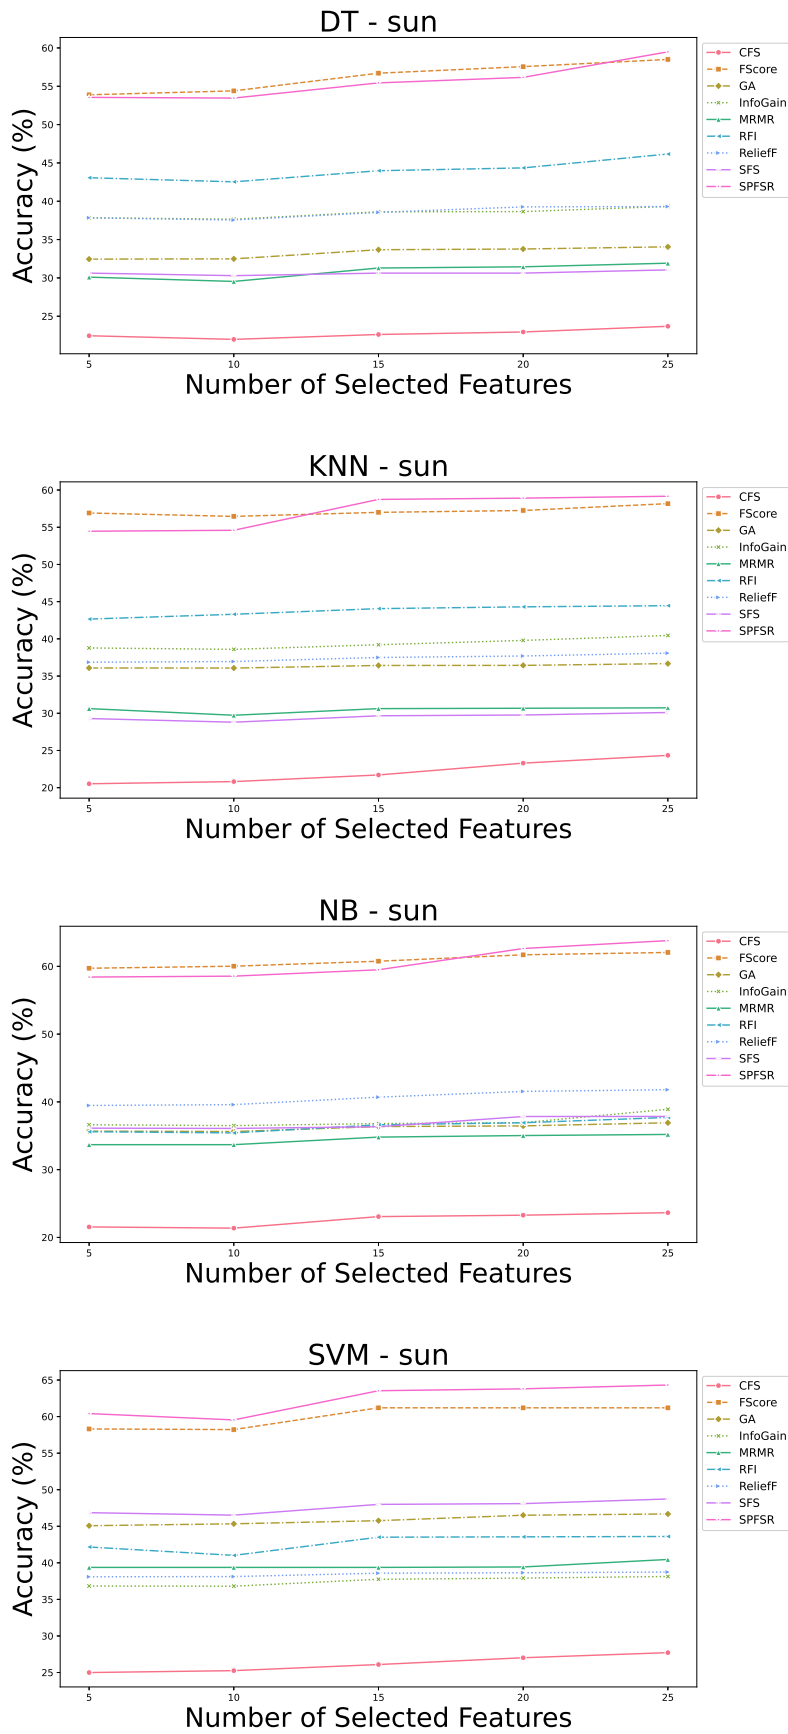 DT - sun
60
55
50
45
40
35
30
25
Accuracy (%)
5
10
15
20
25
Number of Selected Features
CFS
FScore
GA
InfoGain
MRMR
RFI
ReliefF
SFS
SPFSR
KNN - sun
60
55
50
45
40
35
30
25
20
Accuracy (%)
5
10
15
20
25
Number of Selected Features
CFS
FScore
GA
InfoGain
MRMR
RFI
ReliefF
SFS
SPFSR
NB - sun
60
50
40
30
20
Accuracy (%)
5
10
15
20
25
Number of Selected Features
CFS
FScore
GA
InfoGain
MRMR
RFI
ReliefF
SFS
SPFSR
SVM - sun
65
60
55
50
45
40
35
30
25
Accuracy (%)
5
10
15
20
25
Number of Selected Features
CFS
FScore
GA
InfoGain
MRMR
RFI
ReliefF
SFS
SPFSR